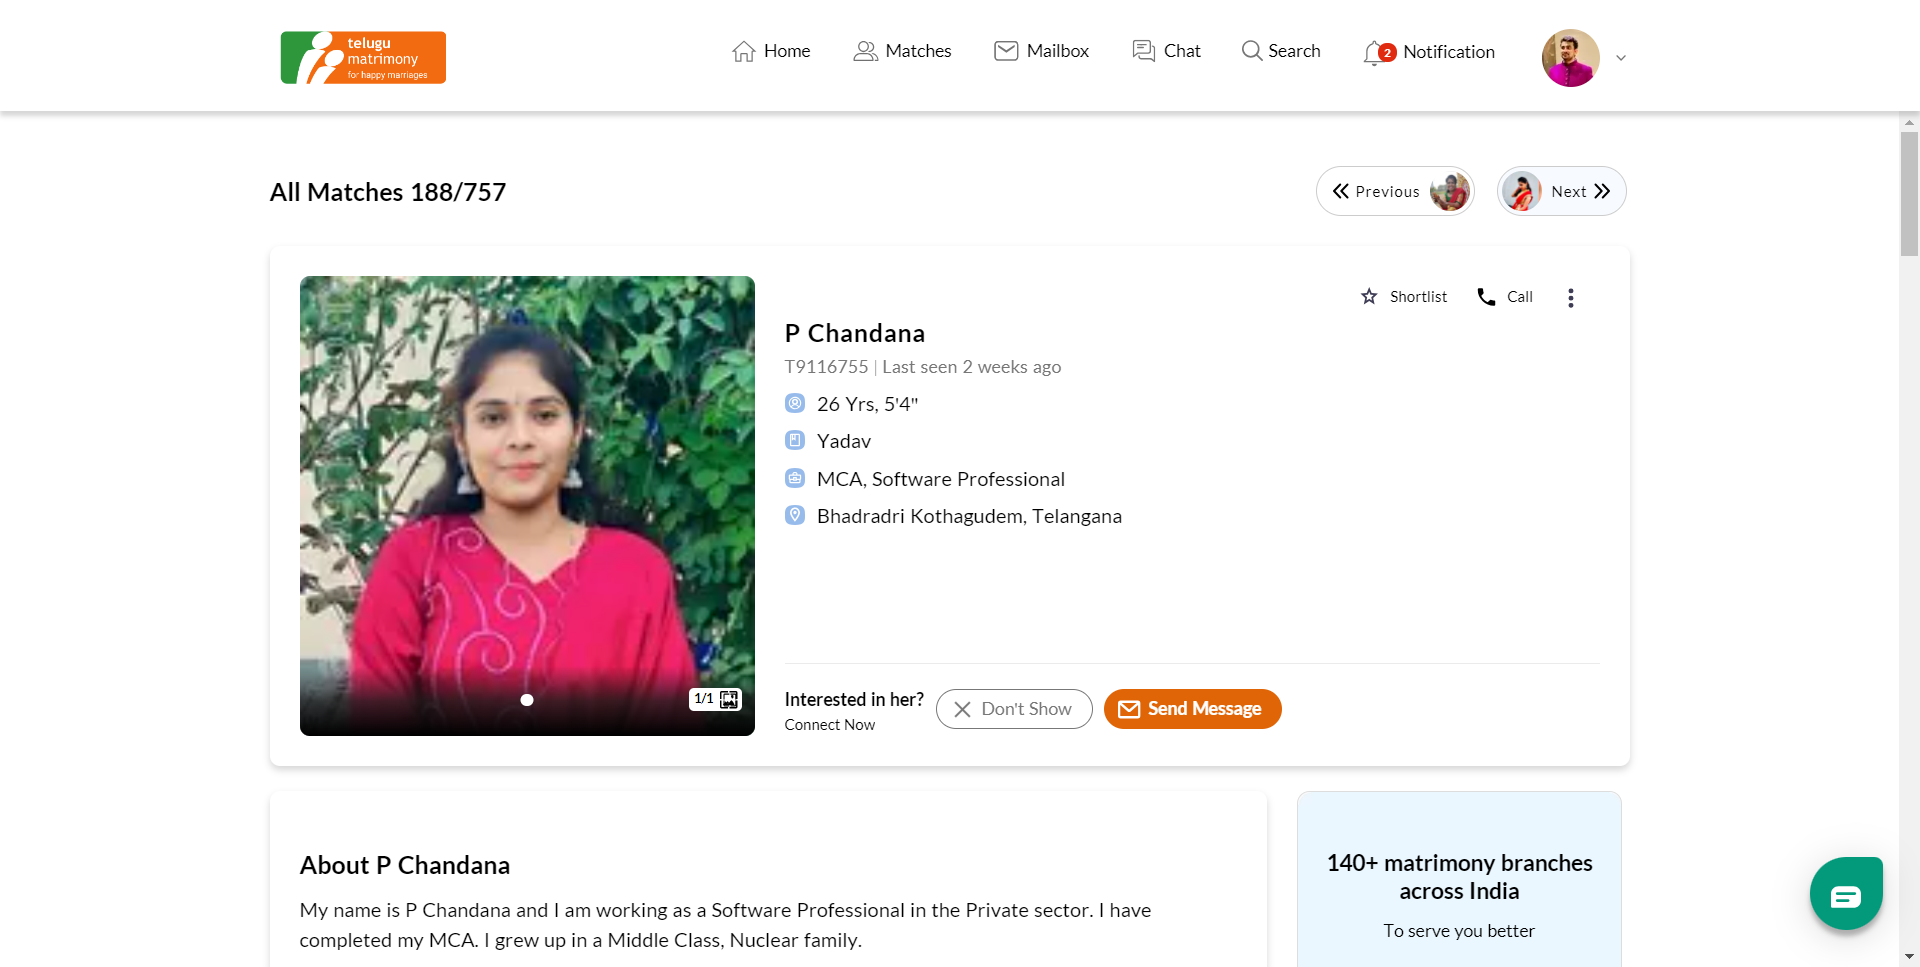 telugu
matrimony
for happy marriages
Home
Matches
Mailbox
Chat
Search
2
Notification
All Matches 188/757
Previous
Next
Shortlist
Call
P Chandana
T9116755 | Last seen 2 weeks ago
26 Yrs, 5'4"
Yadav
MCA, Software Professional
Bhadradri Kothagudem, Telangana
1/1
Interested in her?
Connect Now
Don't Show
Send Message
About P Chandana
My name is P Chandana and I am working as a Software Professional in the Private sector. I have
completed my MCA. I grew up in a Middle Class, Nuclear family.
140+ matrimony branches
across India
To serve you better